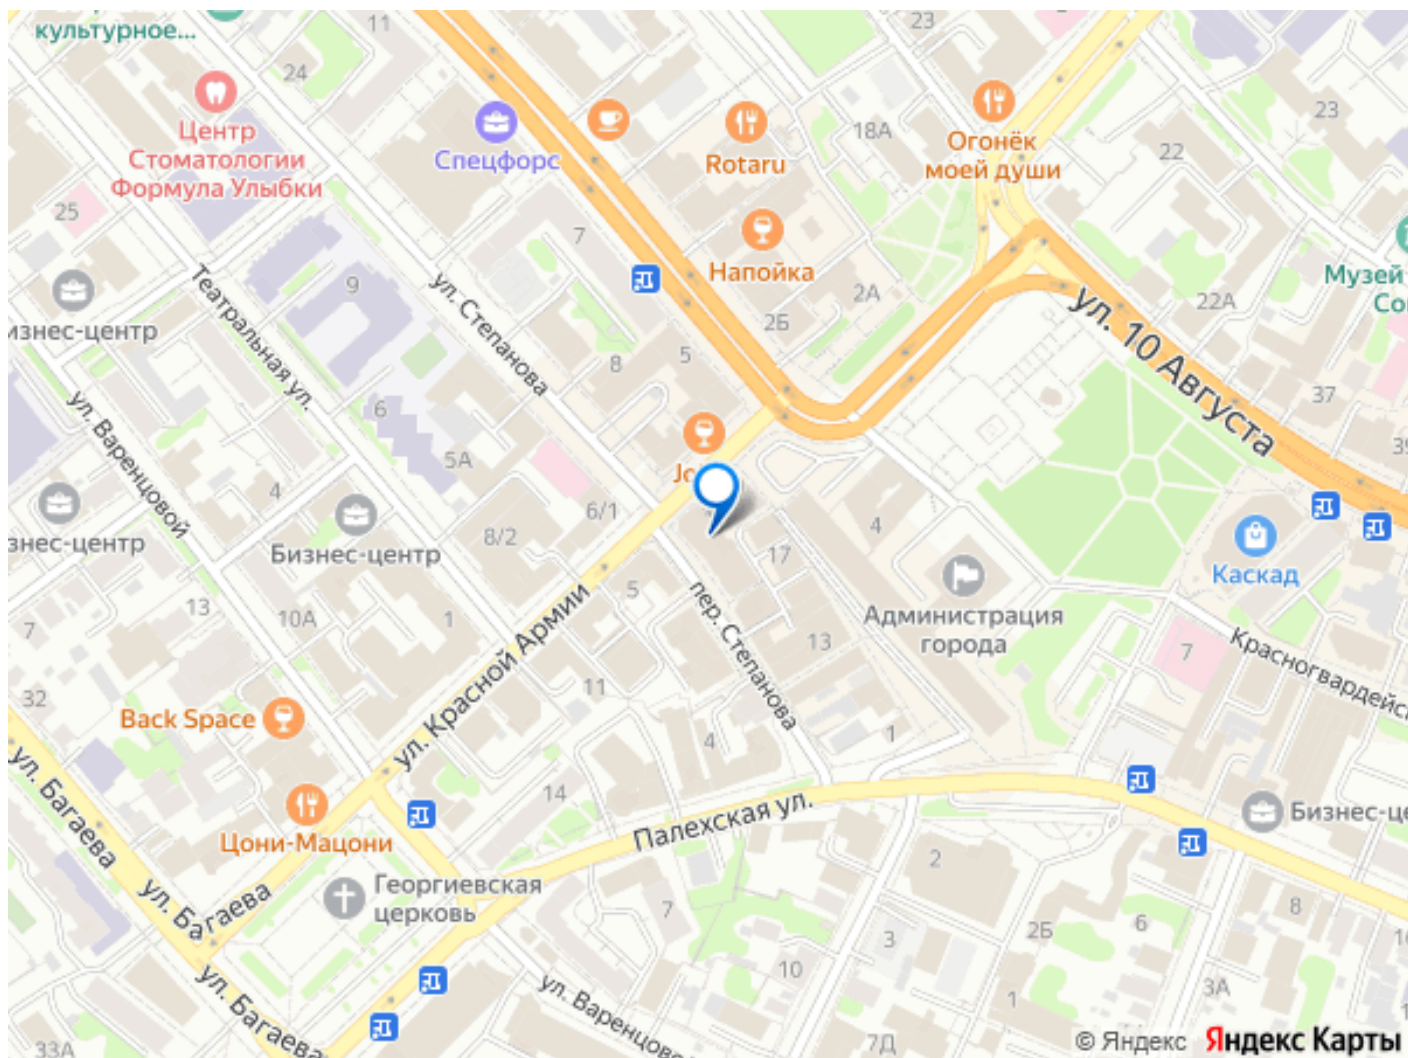 культурное...
11
24
23
23
Центр
Стоматологии
Формула Улыбки
Спецфорс
Rotaru
18А
Огонёк
моей души
22
25
7
Напойка
2А
2Б
22А
Музей
Театральная ул.
9
ул. Степанова
ул. 10 Августа
изнес-центр
8
5
37
ул. Варенцовой
6
5А
4
6/1
8/2
4
17
знес-центр
Бизнес-центр
Каскад
Администрация
города
13
10А
1
5
7
ул. Красной Армии
пер. Степанова
13
7
32
11
Back Space
4
1
ул. Багаева
14
Палехская ул.
Цони-Мацони
2
Георгиевская
церковь
ул. Багаева
7
3
2Б
6
8
10
1
3А
ул. Багаева
33А
7Д
© Яндекс Яндекс Карты